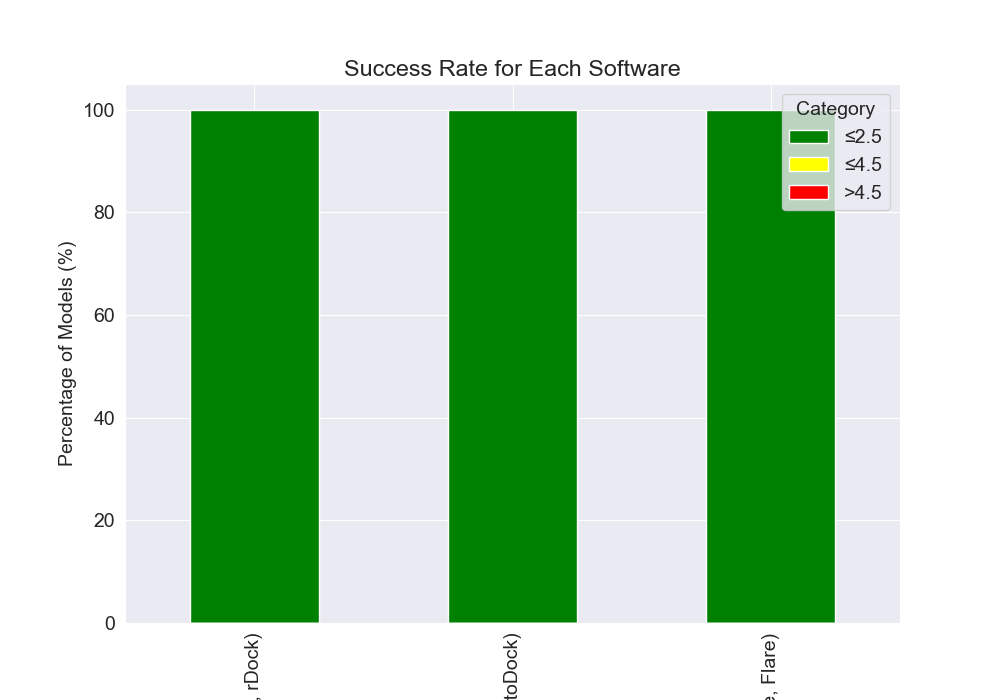 Success Rate for Each Software
Category
≤2.5
≤4.5
>4.5
Percentage of Models (%)
100
80
60
40
20
0
, rDock)
toDock)
e, Flare)